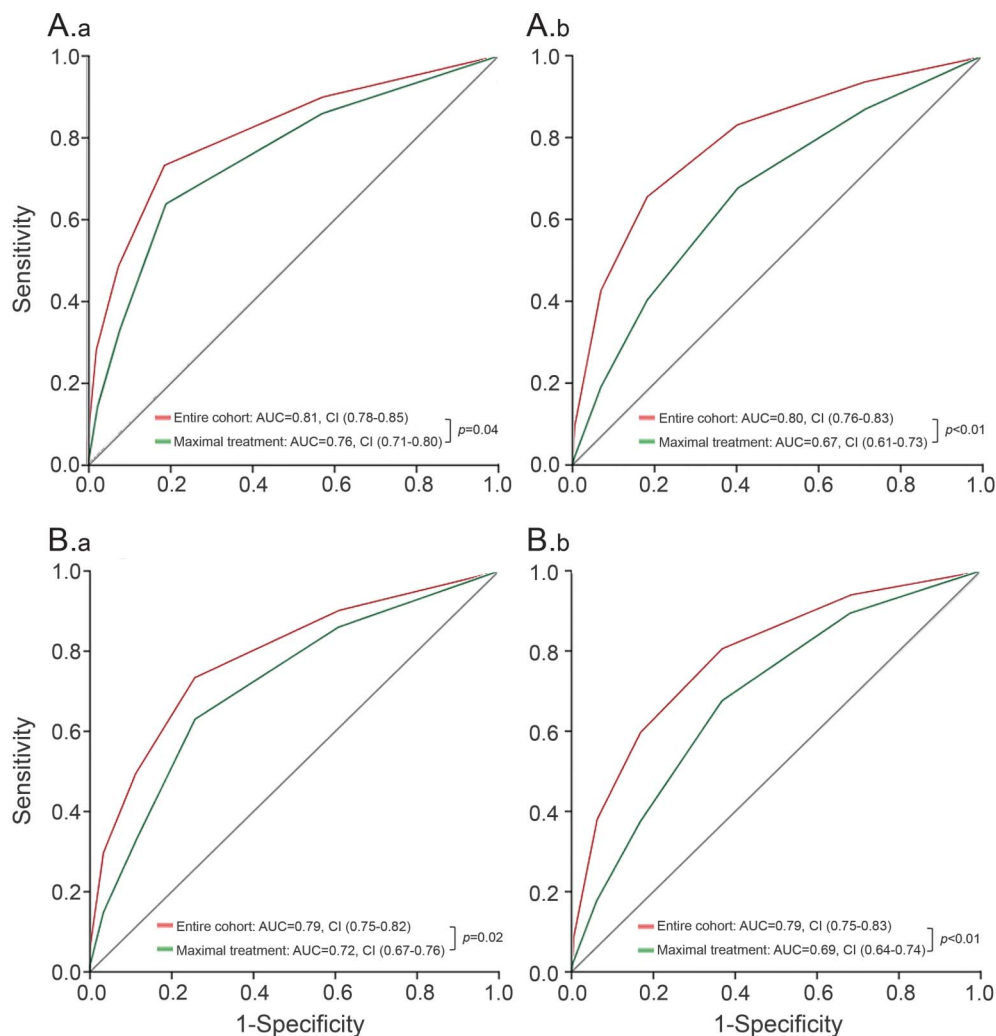 A.a
A.b
1.0
0.8
0.6
0.4
0.2
0.0
Sensitivity
Entire cohort: AUC=0.81, CI (0.78-0.85)
Maximal treatment: AUC=0.76, CI (0.71-0.80)
p=0.04
0.0 0.2 0.4 0.6 0.8 1.0
1.0
0.8
0.6
0.4
0.2
0.0
Entire cohort: AUC=0.80, CI (0.76-0.83)
Maximal treatment: AUC=0.67, CI (0.61-0.73)
p<0.01
0.0 0.2 0.4 0.6 0.8 1.0
B.a
B.b
1.0
0.8
0.6
0.4
0.2
0.0
Sensitivity
Entire cohort: AUC=0.79, CI (0.75-0.82)
Maximal treatment: AUC=0.72, CI (0.67-0.76)
p=0.02
0.0 0.2 0.4 0.6 0.8 1.0
1-Specificity
1.0
0.8
0.6
0.4
0.2
0.0
Entire cohort: AUC=0.79, CI (0.75-0.83)
Maximal treatment: AUC=0.69, CI (0.64-0.74)
p<0.01
0.0 0.2 0.4 0.6 0.8 1.0
1-Specificity